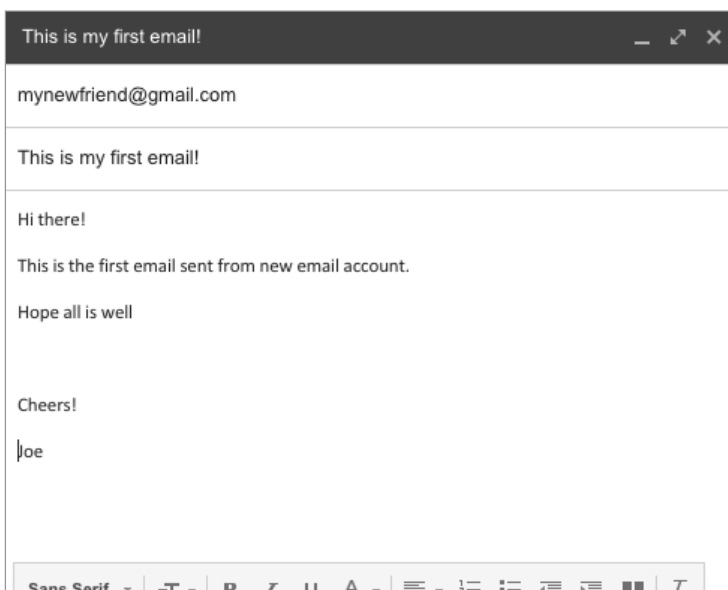 This is my first email!
mynewfriend@gmail.com
This is my first email!
Hi there!
This is the first email sent from new email account.
Hope all is well
Cheers!
Joe
Sans Serif
B I U A